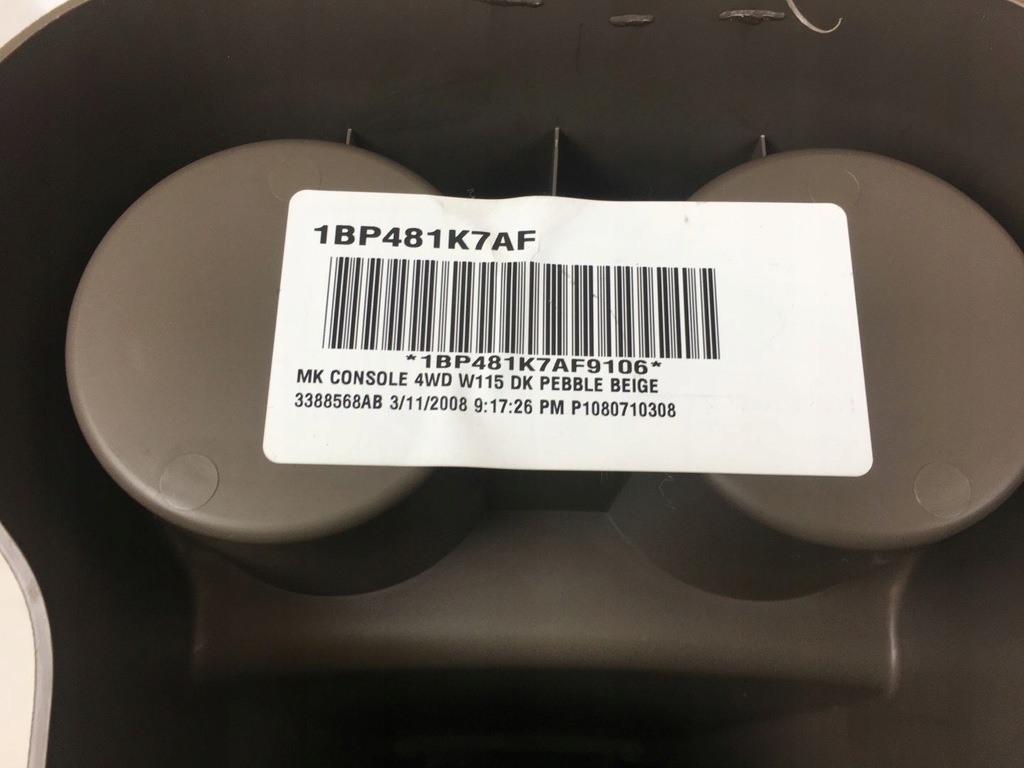 1BP481K7AF
*1BP481K7AF9106*
MK CONSOLE 4WD W115 DK PEBBLE BEIGE
3388568AB 3/11/2008 9:17:26 PM P1080710308